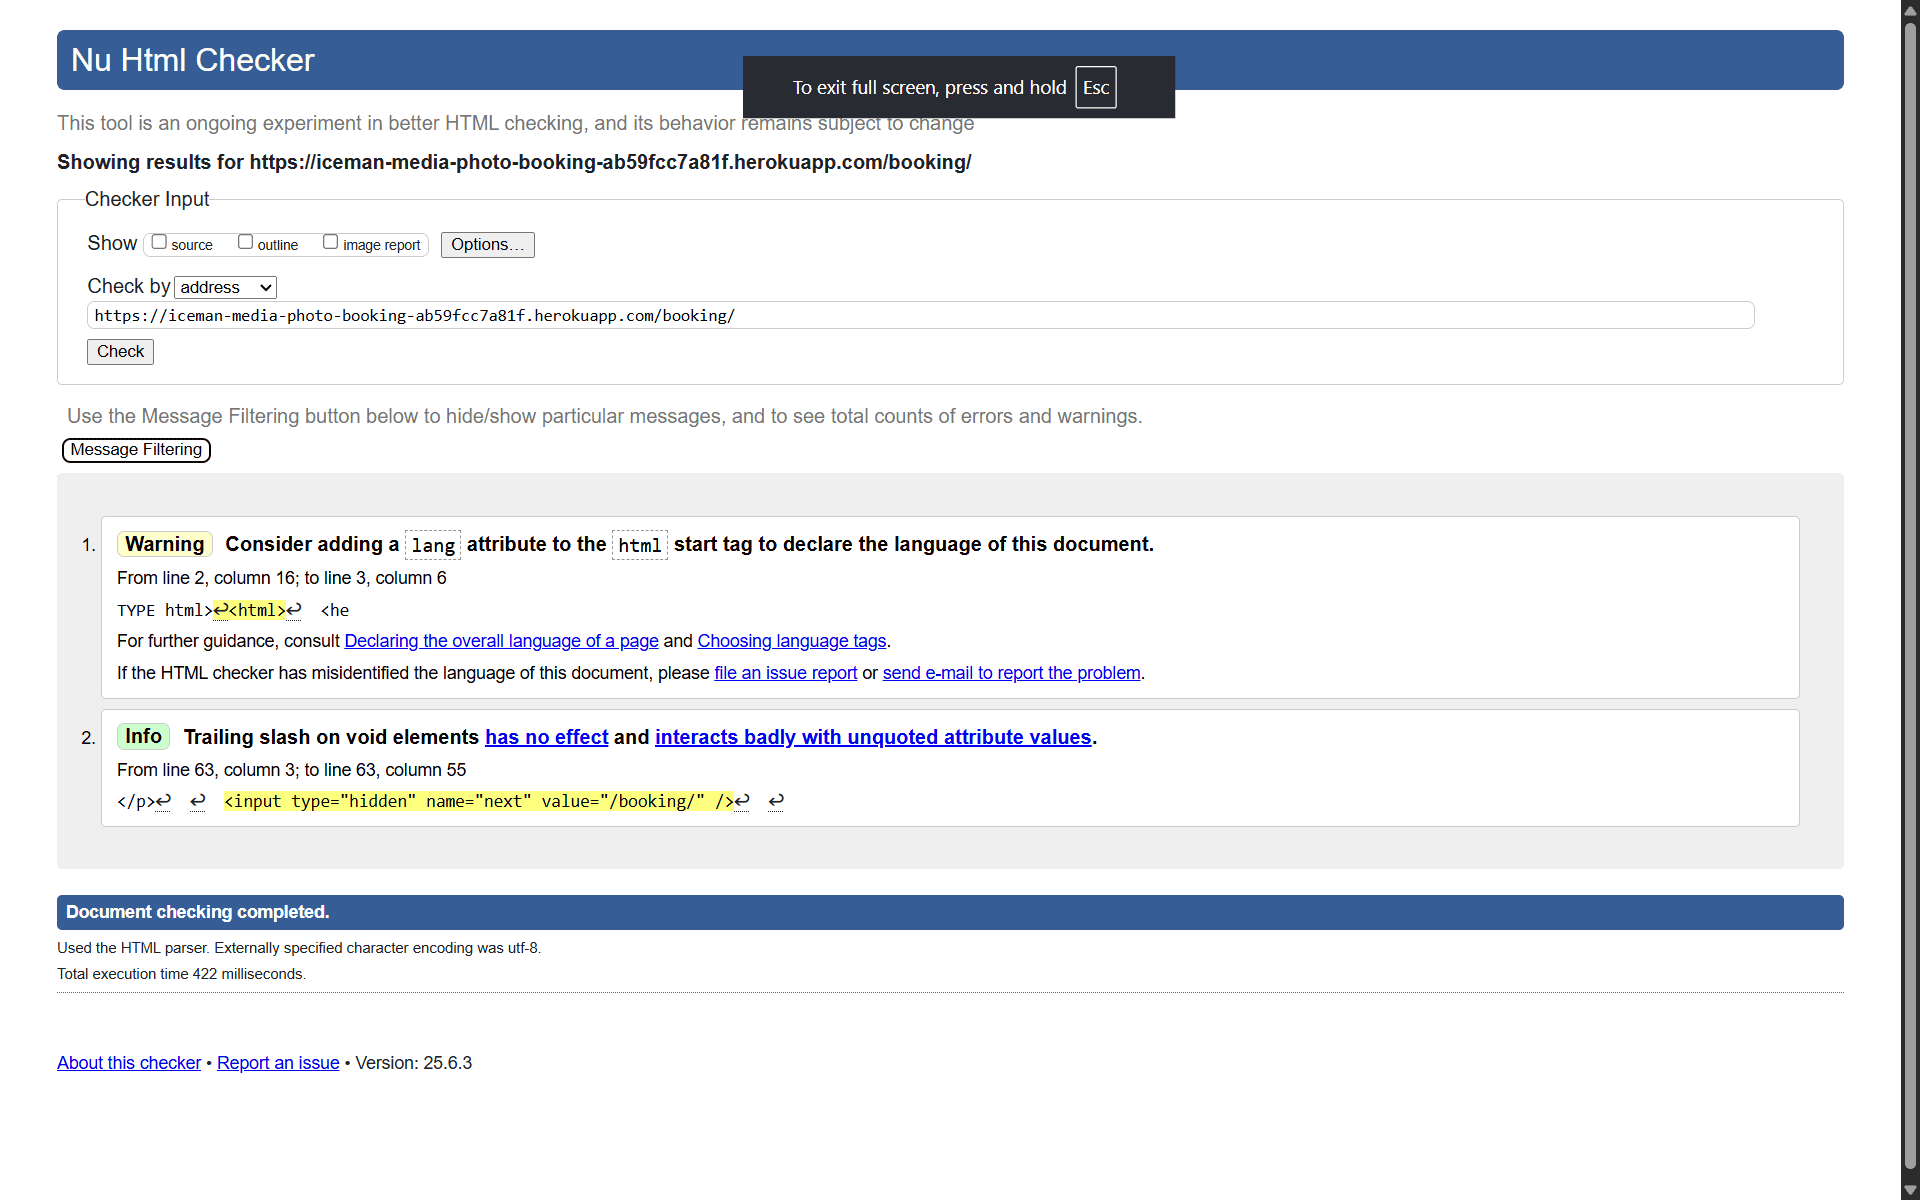 Nu Html Checker
To exit full screen, press and hold Esc
This tool is an ongoing experiment in better HTML checking, and its behavior remains subject to change
Showing results for https://iceman-media-photo-booking-ab59fcc7a81f.herokuapp.com/booking/
Checker Input
Show source outline image report Options...
Check by address
https://iceman-media-photo-booking-ab59fcc7a81f.herokuapp.com/booking/
Check
Use the Message Filtering button below to hide/show particular messages, and to see total counts of errors and warnings.
Message Filtering
1. Warning Consider adding a lang attribute to the html start tag to declare the language of this document.
From line 2, column 16; to line 3, column 6
TYPE html>↩<html>↩ <he
For further guidance, consult Declaring the overall language of a page and Choosing language tags.
If the HTML checker has misidentified the language of this document, please file an issue report or send e-mail to report the problem.
2. Info Trailing slash on void elements has no effect and interacts badly with unquoted attribute values.
From line 63, column 3; to line 63, column 55
</p>↩ ↩ <input type="hidden" name="next" value="/booking/" />↩ ↩
Document checking completed.
Used the HTML parser. Externally specified character encoding was utf-8.
Total execution time 422 milliseconds.
About this checker • Report an issue • Version: 25.6.3